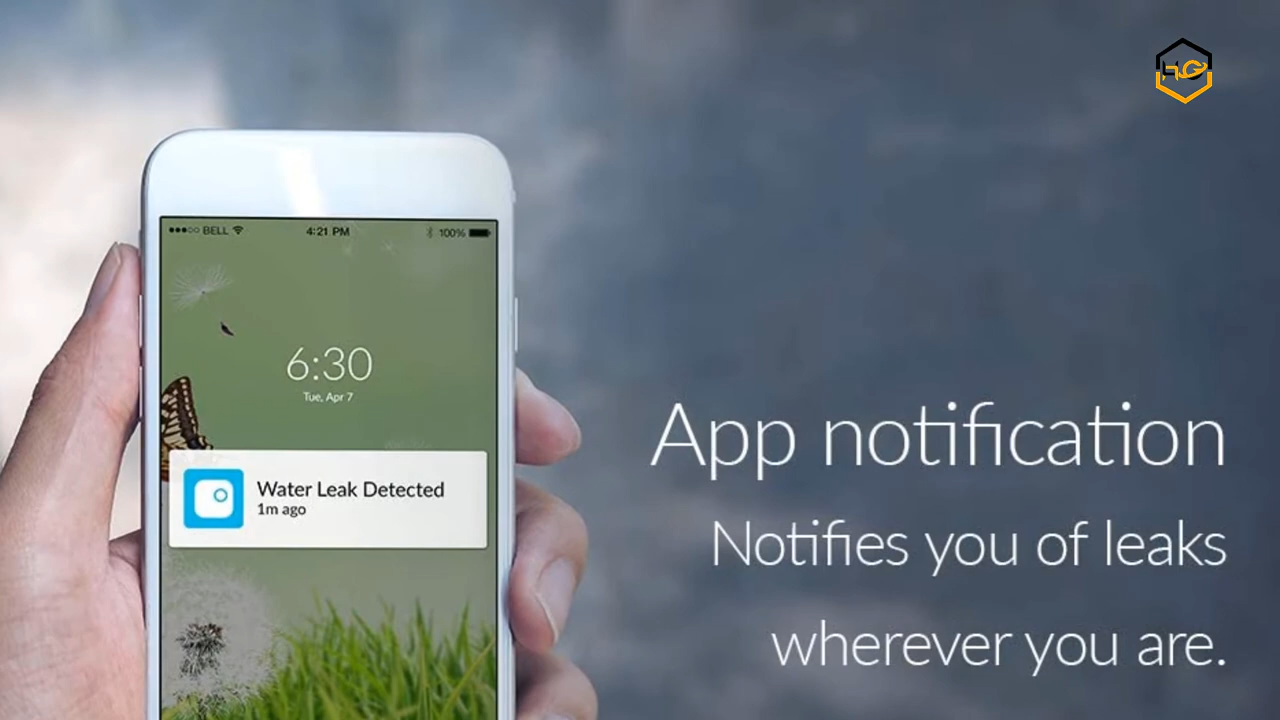 HG
BELL 4:21 PM 100%
6:30
Tue, Apr 7
Water Leak Detected
1m ago
App notification
Notifies you of leaks
wherever you are.